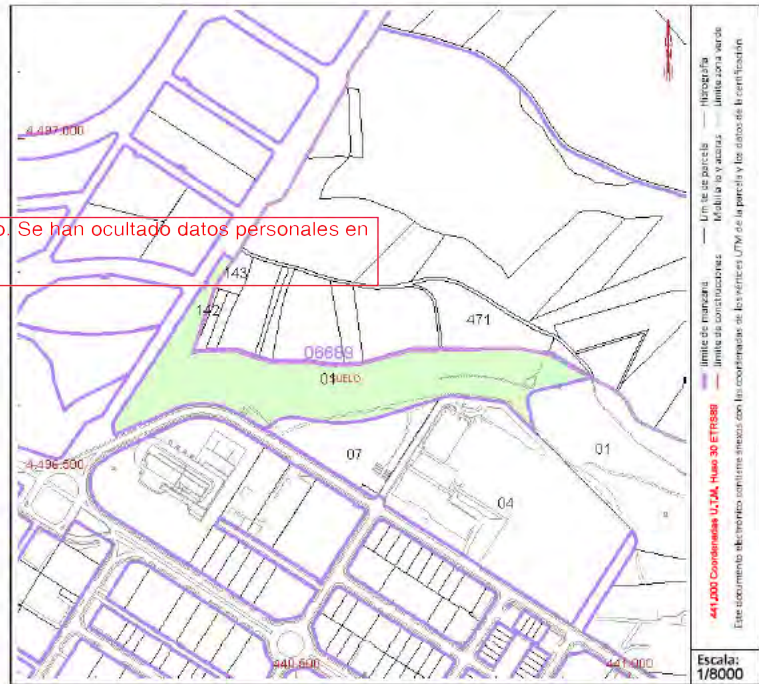 4.497.000
o. Se han ocultado datos personales en
143
142
471
06689
01
SUELO
07
01
04
4.496.500
440.500
441.000
Límite de manzana
Límite de parcela
Hidrografía
Límite de construcciones
Mobiliario y aceras
Límite zona verde
441.000 Coordenadas U.T.M. Huso 30 ETRS89
Este documento electrónico contiene anexos con las coordenadas de los vértices UTM de la parcela y los datos de la certificación
Escala:
1/8000